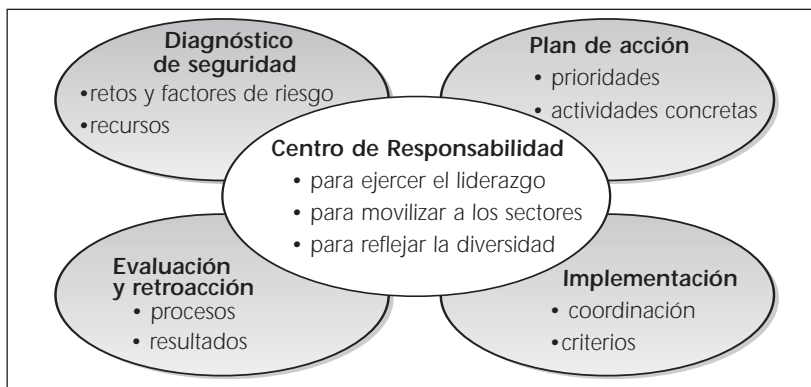 Diagnóstico
de seguridad
•retos y factores de riesgo
•recursos
Plan de acción
• prioridades
• actividades concretas
Centro de Responsabilidad
• para ejercer el liderazgo
• para movilizar a los sectores
• para reflejar la diversidad
Evaluación
y retroacción
• procesos
• resultados
Implementación
• coordinación
•criterios